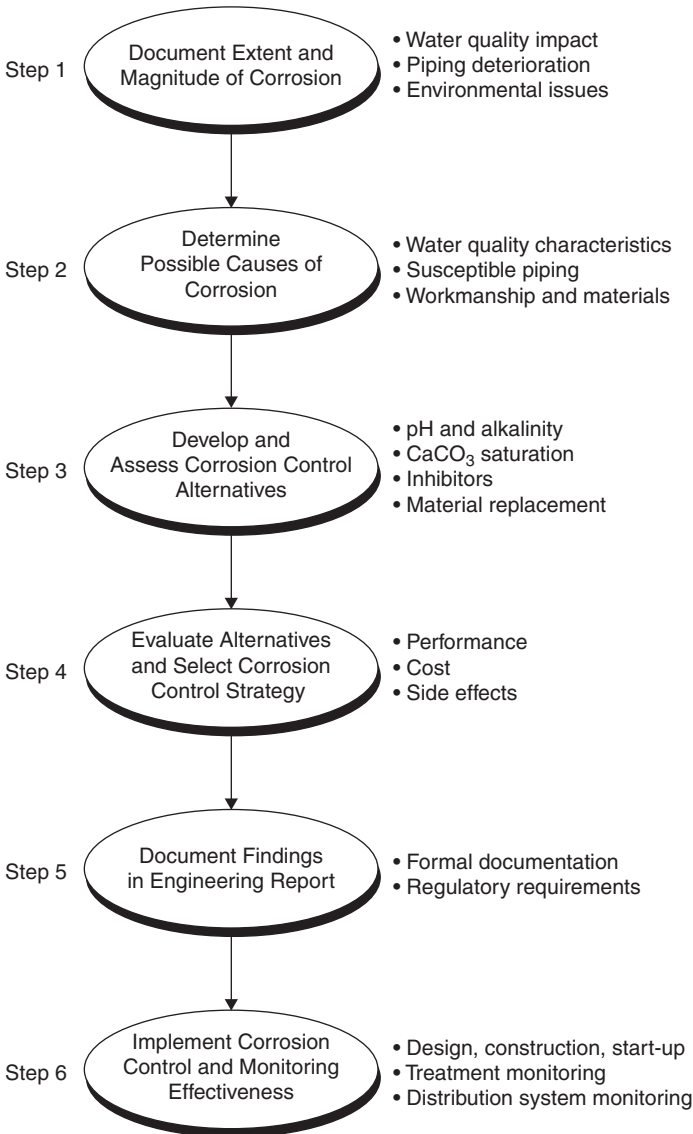 Step 1
Document Extent and
Magnitude of Corrosion
• Water quality impact
• Piping deterioration
• Environmental issues
Step 2
Determine
Possible Causes of
Corrosion
• Water quality characteristics
• Susceptible piping
• Workmanship and materials
Step 3
Develop and
Assess Corrosion Control
Alternatives
• pH and alkalinity
• CaCO₃ saturation
• Inhibitors
• Material replacement
Step 4
Evaluate Alternatives
and Select Corrosion
Control Strategy
• Performance
• Cost
• Side effects
Step 5
Document Findings
in Engineering Report
• Formal documentation
• Regulatory requirements
Step 6
Implement Corrosion
Control and Monitoring
Effectiveness
• Design, construction, start-up
• Treatment monitoring
• Distribution system monitoring